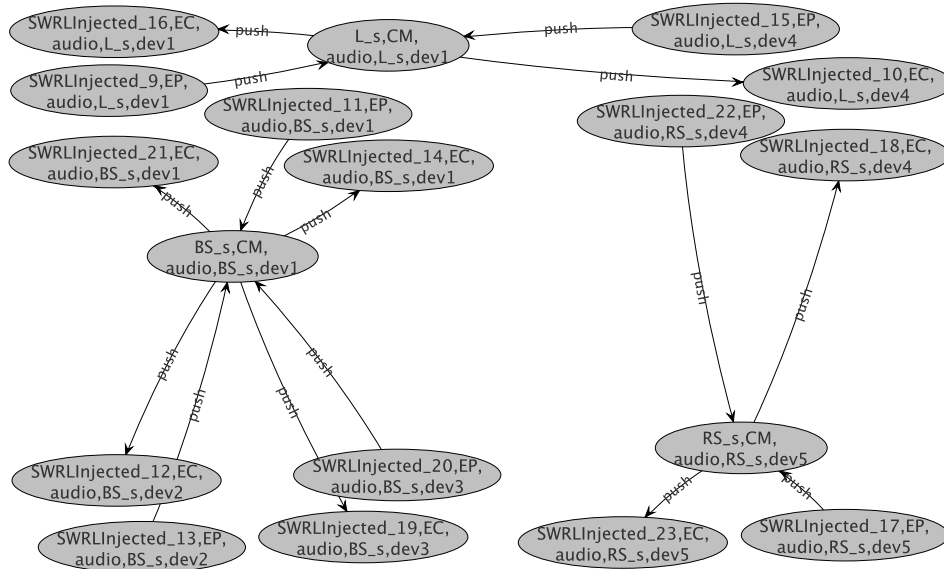 SWRLInjected_16,EC,
audio,L_s,dev1
push
L_s,CM,
audio,L_s,dev1
push
SWRLInjected_15,EP,
audio,L_s,dev4
SWRLInjected_9,EP,
audio,L_s,dev1
push
push
SWRLInjected_10,EC,
audio,L_s,dev4
SWRLInjected_11,EP,
audio,BS_s,dev1
SWRLInjected_22,EP,
audio,RS_s,dev4
SWRLInjected_21,EC,
audio,BS_s,dev1
SWRLInjected_14,EC,
audio,BS_s,dev1
SWRLInjected_18,EC,
audio,RS_s,dev4
push
push
push
BS_s,CM,
audio,BS_s,dev1
push
push
push
push
push
push
RS_s,CM,
audio,RS_s,dev5
SWRLInjected_12,EC,
audio,BS_s,dev2
SWRLInjected_20,EP,
audio,BS_s,dev3
push
push
SWRLInjected_13,EP,
audio,BS_s,dev2
SWRLInjected_19,EC,
audio,BS_s,dev3
SWRLInjected_23,EC,
audio,RS_s,dev5
SWRLInjected_17,EP,
audio,RS_s,dev5